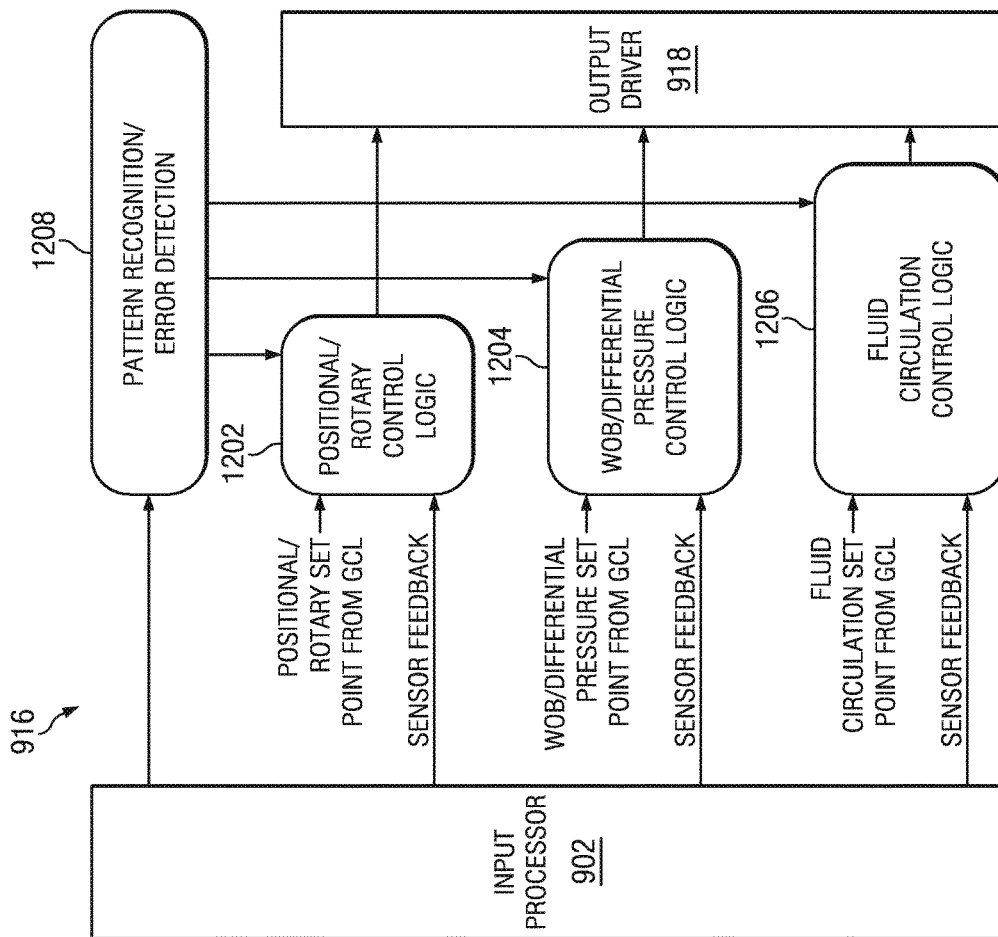 916
INPUT
PROCESSOR
902
1208
PATTERN RECOGNITION/
ERROR DETECTION
POSITIONAL/
ROTARY SET
POINT FROM GCL
SENSOR FEEDBACK
1202
POSITIONAL/
ROTARY
CONTROL
LOGIC
WOB/DIFFERENTIAL
PRESSURE SET
POINT FROM GCL
SENSOR FEEDBACK
1204
WOB/DIFFERENTIAL
PRESSURE
CONTROL LOGIC
FLUID
CIRCULATION SET
POINT FROM GCL
SENSOR FEEDBACK
1206
FLUID
CIRCULATION
CONTROL LOGIC
OUTPUT
DRIVER
918